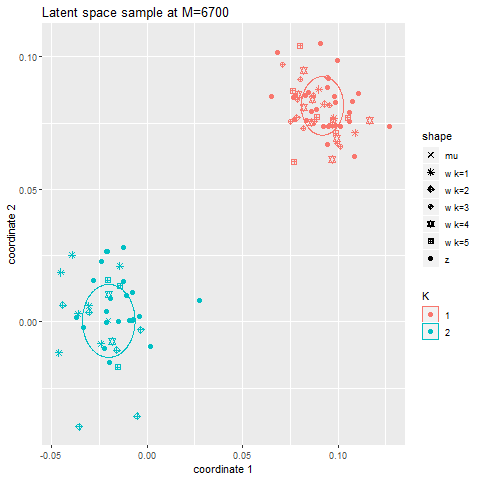 Latent space sample at M=6700
0.10
0.05
0.00
-0.05
0.00
0.05
0.10
coordinate 1
coordinate 2
shape
mu
w k=1
w k=2
w k=3
w k=4
w k=5
z
K
1
2